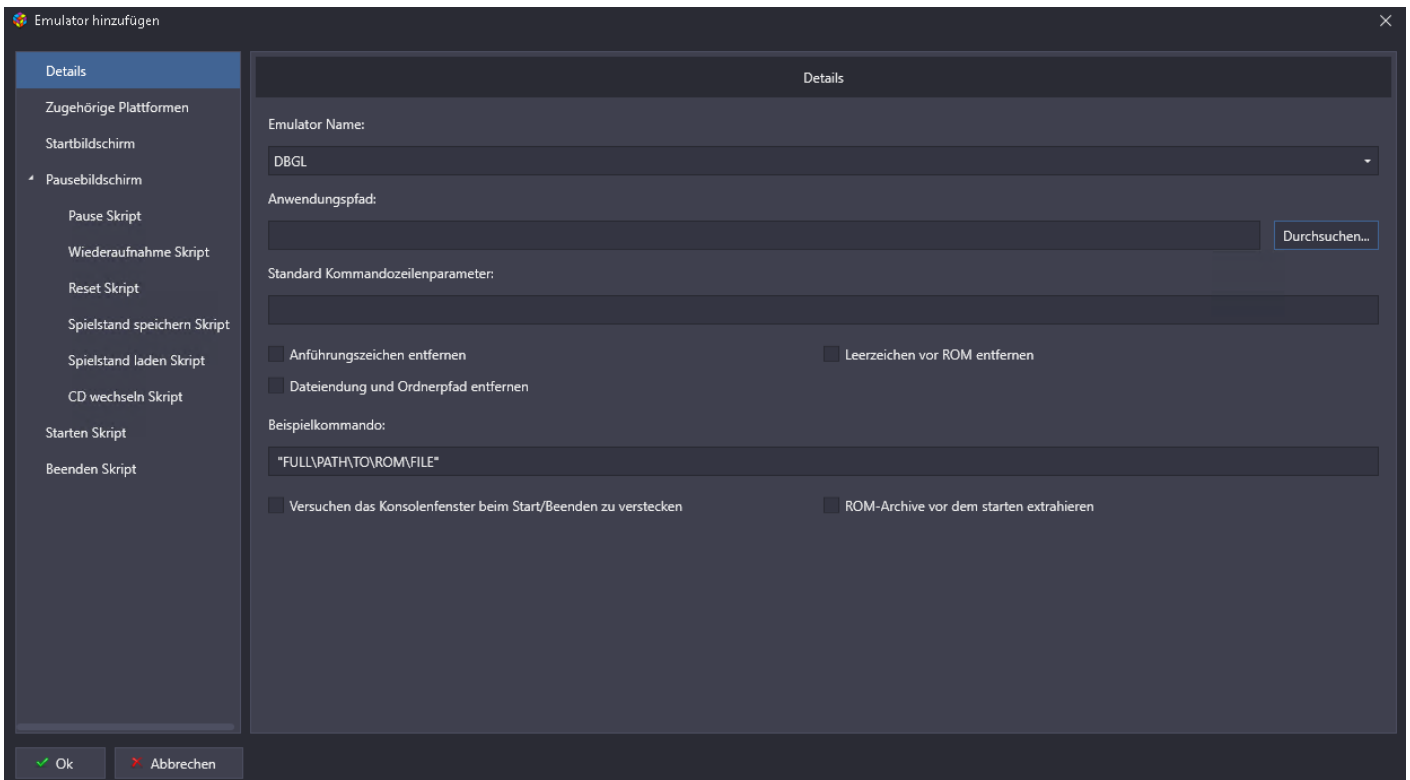 Emulator hinzufügen
Details
Zugehörige Plattformen
Startbildschirm
Pausebildschirm
Pause Skript
Wiederaufnahme Skript
Reset Skript
Spielstand speichern Skript
Spielstand laden Skript
CD wechseln Skript
Starten Skript
Beenden Skript
Details
Emulator Name:
DBGL
Anwendungspfad:
Durchsuchen...
Standard Kommandozeilenparameter:
Anführungszeichen entfernen
Leerzeichen vor ROM entfernen
Dateiendung und Ordnerpfad entfernen
Beispielkommando:
"FULL\PATH\TO\ROM\FILE"
Versuchen das Konsolenfenster beim Start/Beenden zu verstecken
ROM-Archive vor dem starten extrahieren
Ok
Abbrechen